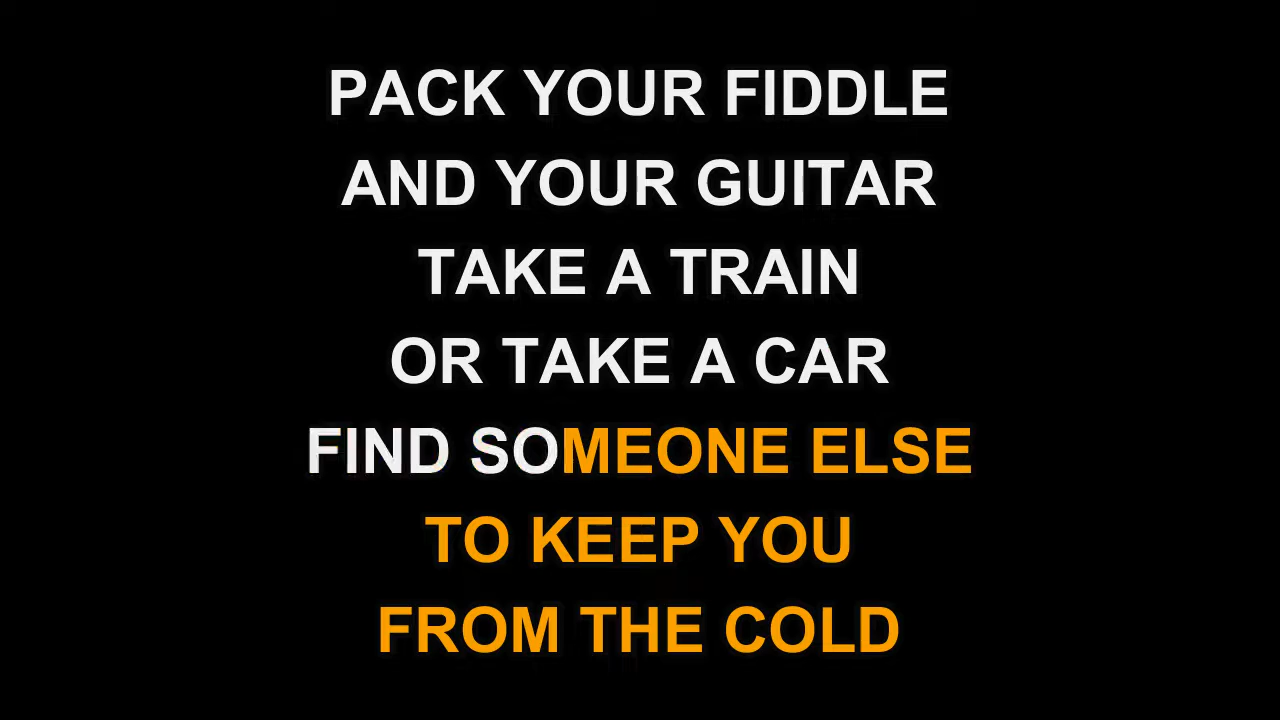 PACK YOUR FIDDLE
AND YOUR GUITAR
TAKE A TRAIN
OR TAKE A CAR
FIND SOMEONE ELSE
TO KEEP YOU
FROM THE COLD